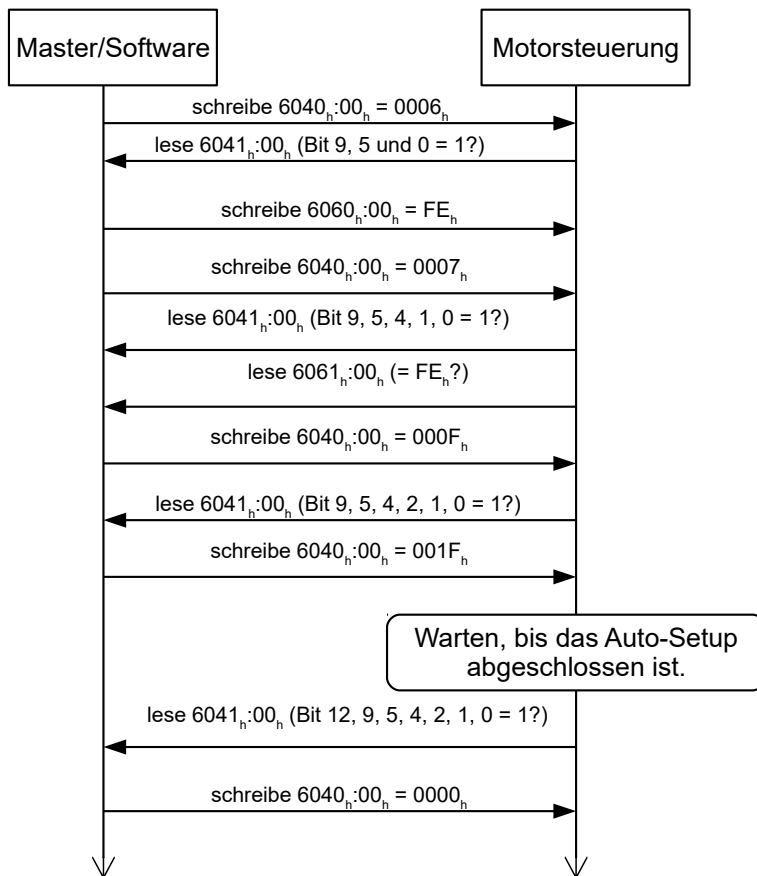 Master/Software
Motorsteuerung
schreibe 6040h:00h = 0006h
lese 6041h:00h (Bit 9, 5 und 0 = 1?)
schreibe 6060h:00h = FEh
schreibe 6040h:00h = 0007h
lese 6041h:00h (Bit 9, 5, 4, 1, 0 = 1?)
lese 6061h:00h (= FEh?)
schreibe 6040h:00h = 000Fh
lese 6041h:00h (Bit 9, 5, 4, 2, 1, 0 = 1?)
schreibe 6040h:00h = 001Fh
Warten, bis das Auto-Setup
abgeschlossen ist.
lese 6041h:00h (Bit 12, 9, 5, 4, 2, 1, 0 = 1?)
schreibe 6040h:00h = 0000h